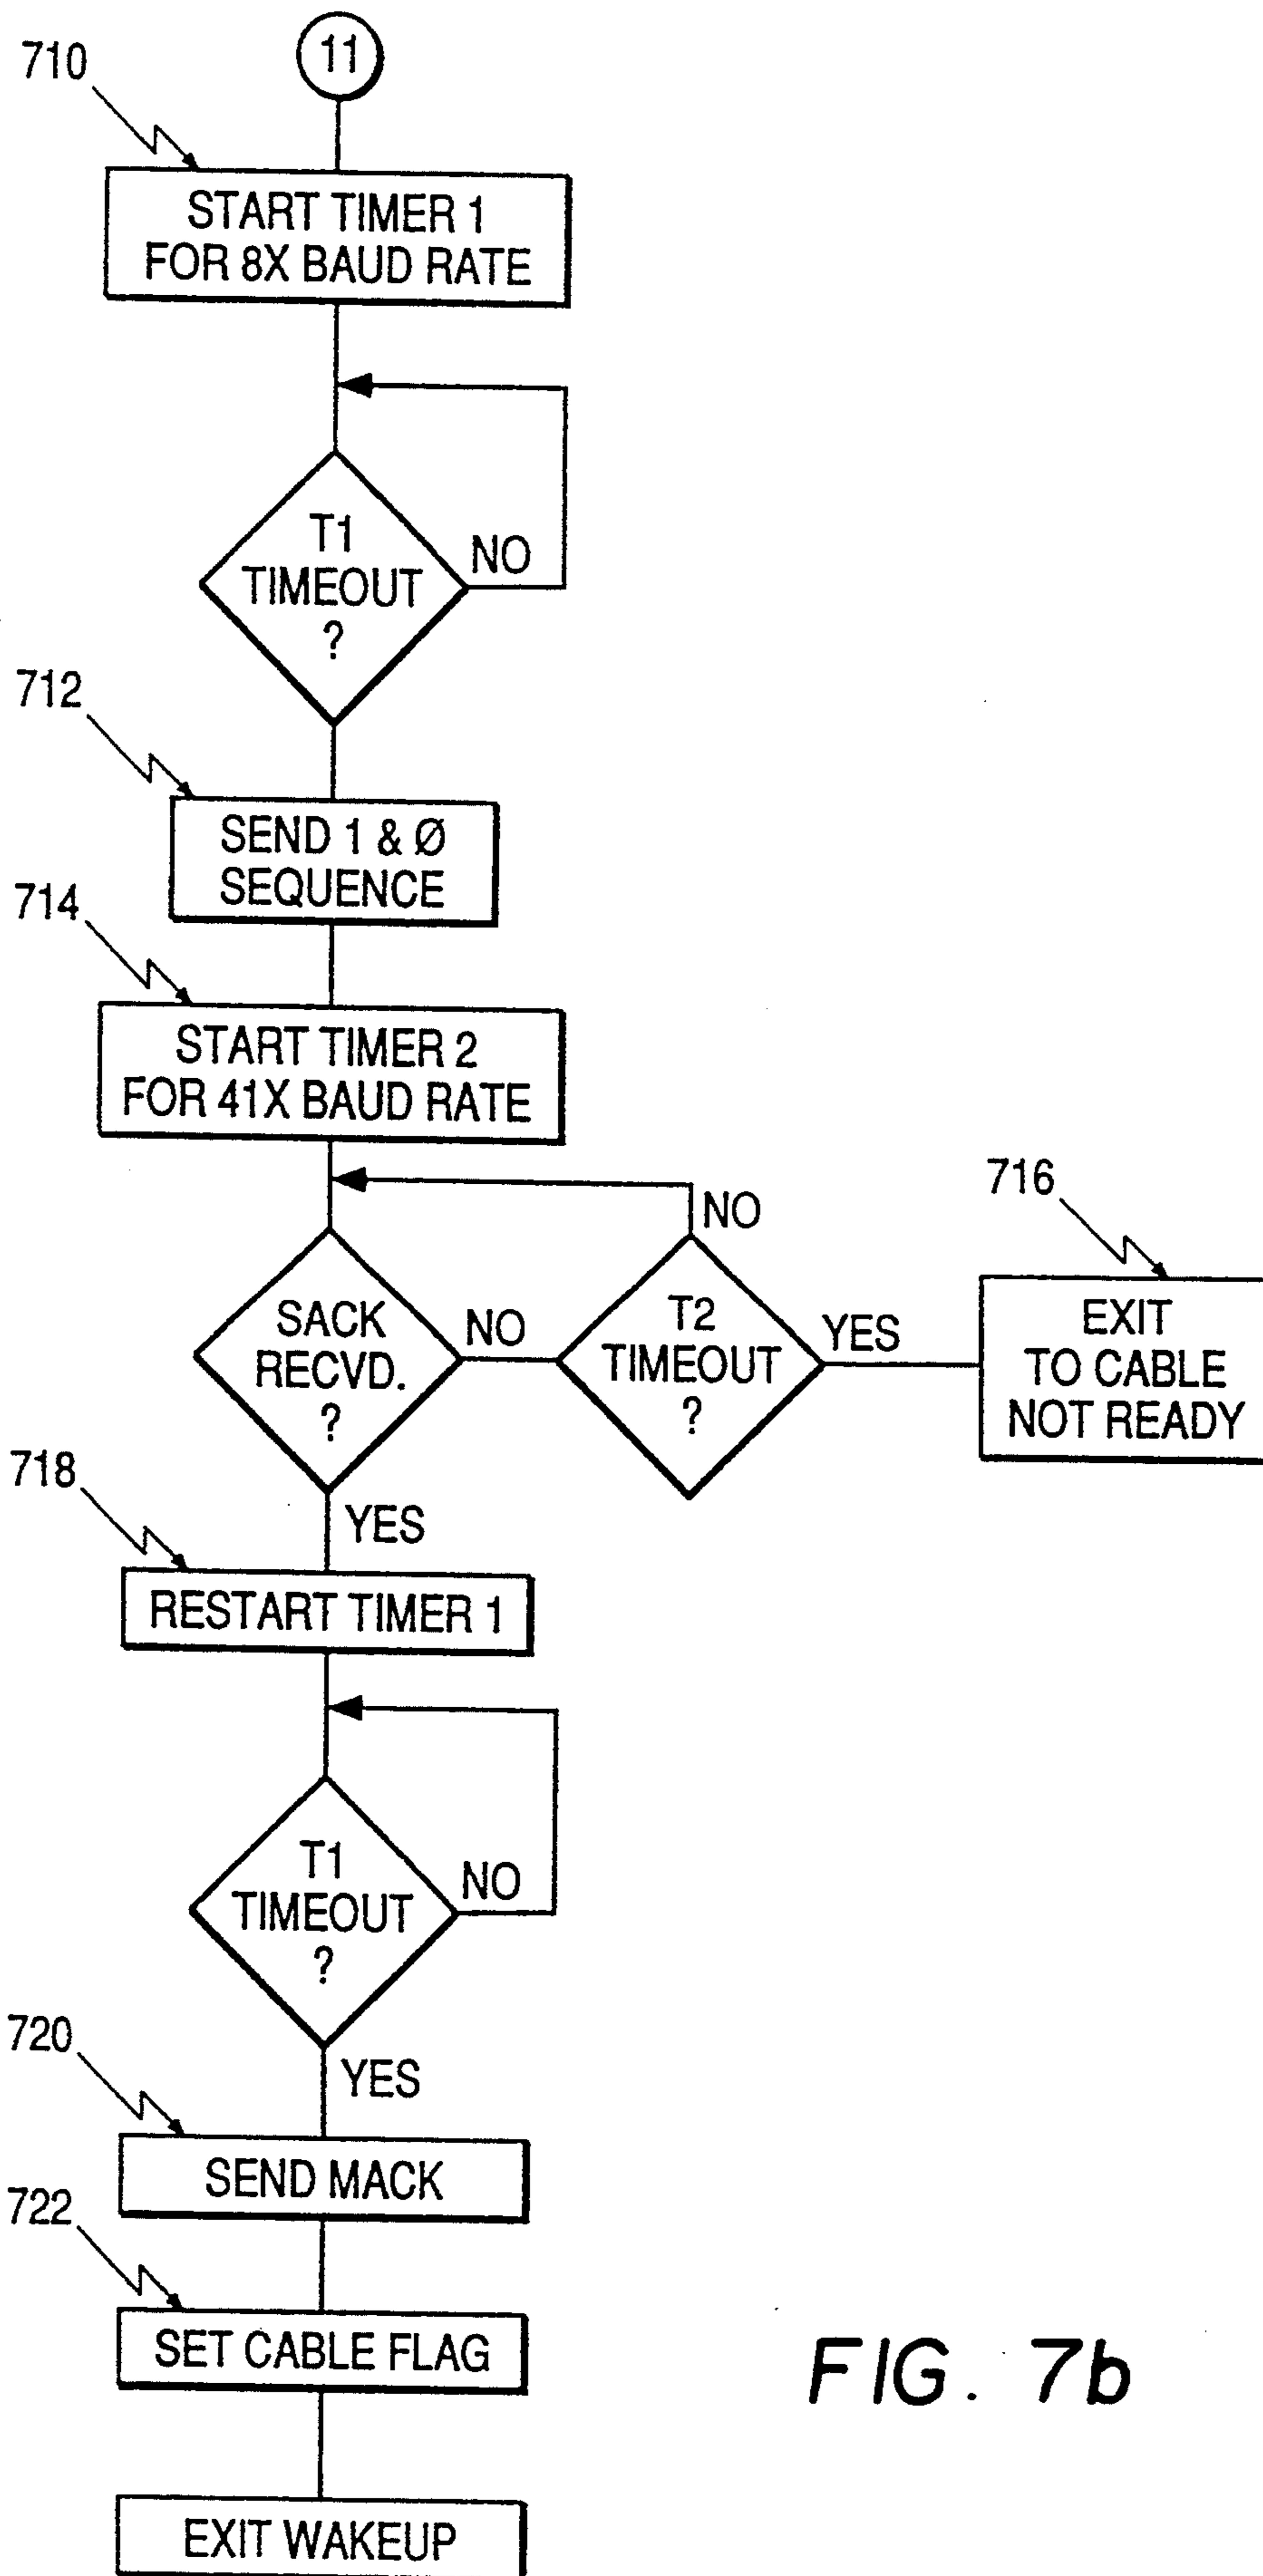 11
710
START TIMER 1
FOR 8X BAUD RATE
T1
TIMEOUT
?
NO
712
SEND 1 & Ø
SEQUENCE
714
START TIMER 2
FOR 41X BAUD RATE
SACK
RECVD.
?
NO
T2
TIMEOUT
?
NO
YES
716
EXIT
TO CABLE
NOT READY
YES
718
RESTART TIMER 1
T1
TIMEOUT
?
NO
YES
720
SEND MACK
722
SET CABLE FLAG
EXIT WAKEUP
FIG. 7b